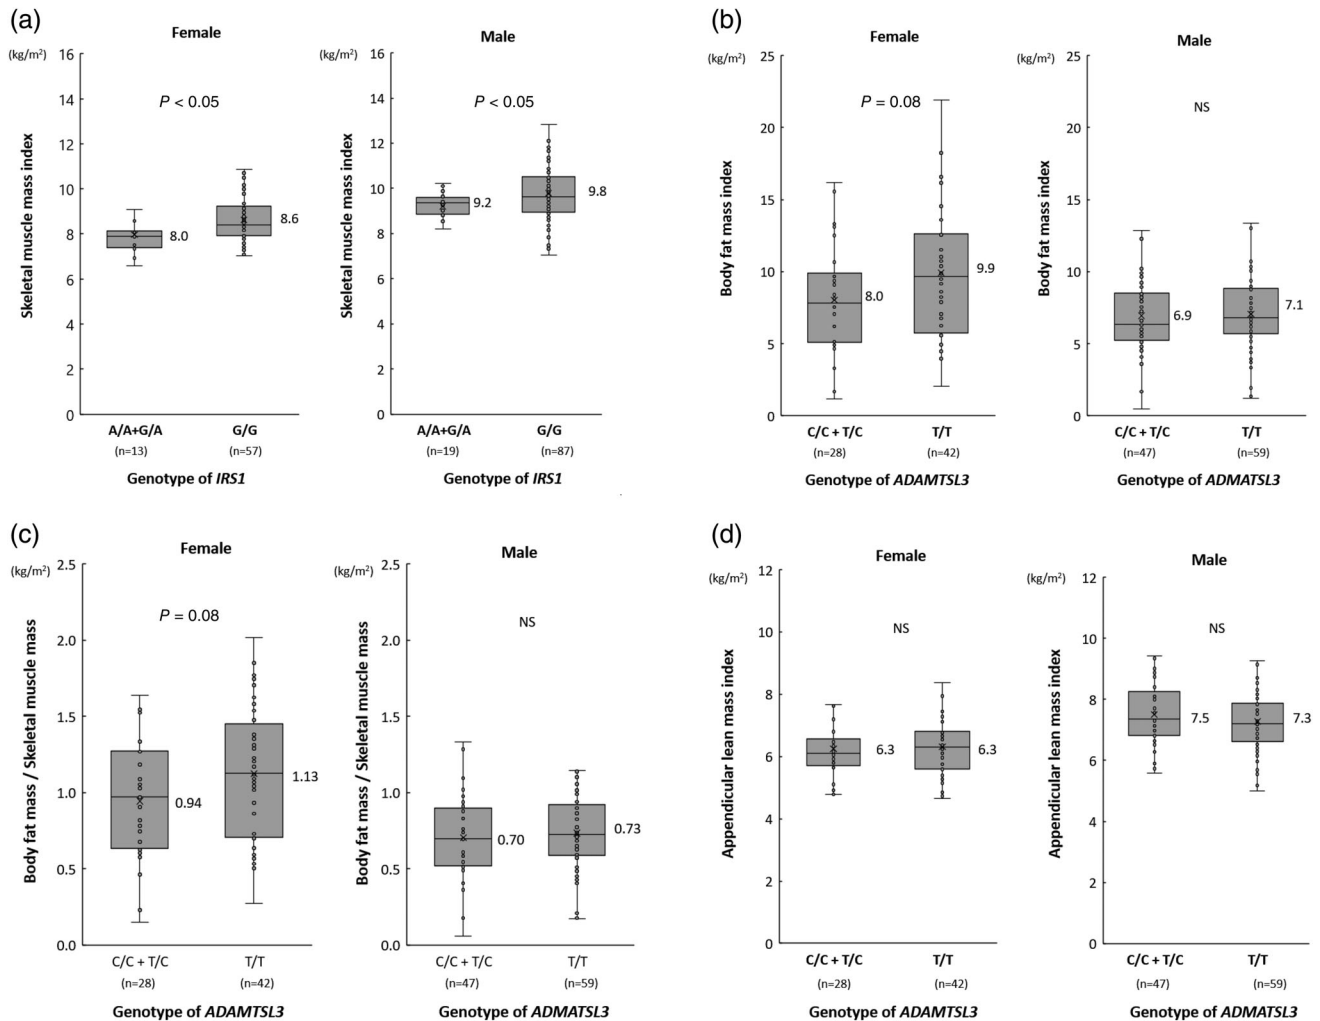 (a)
Female
(kg/m²)
16
14
12
10
8
6
4
2
0
Skeletal muscle mass index
P < 0.05
8.0
8.6
A/A+G/A
G/G
(n=13)
(n=57)
Genotype of IRS1
Male
(kg/m²)
16
14
12
10
8
6
4
2
0
Skeletal muscle mass index
P < 0.05
9.2
9.8
A/A+G/A
G/G
(n=19)
(n=87)
Genotype of IRS1
(b)
Female
(kg/m²)
25
20
15
10
5
0
Body fat mass index
P = 0.08
8.0
9.9
C/C + T/C
T/T
(n=28)
(n=42)
Genotype of ADAMTSL3
Male
(kg/m²)
25
20
15
10
5
0
Body fat mass index
NS
6.9
7.1
C/C + T/C
T/T
(n=47)
(n=59)
Genotype of ADMATSL3
(c)
Female
(kg/m²)
2.5
2.0
1.5
1.0
0.5
0.0
Body fat mass / Skeletal muscle mass
P = 0.08
0.94
1.13
C/C + T/C
T/T
(n=28)
(n=42)
Genotype of ADAMTSL3
Male
(kg/m²)
2.5
2.0
1.5
1.0
0.5
0.0
Body fat mass / Skeletal muscle mass
NS
0.70
0.73
C/C + T/C
T/T
(n=47)
(n=59)
Genotype of ADMATSL3
(d)
Female
(kg/m²)
12
10
8
6
4
2
0
Appendicular lean mass index
NS
6.3
6.3
C/C + T/C
T/T
(n=28)
(n=42)
Genotype of ADAMTSL3
Male
(kg/m²)
12
10
8
6
4
2
0
Appendicular lean mass index
NS
7.5
7.3
C/C + T/C
T/T
(n=47)
(n=59)
Genotype of ADMATSL3